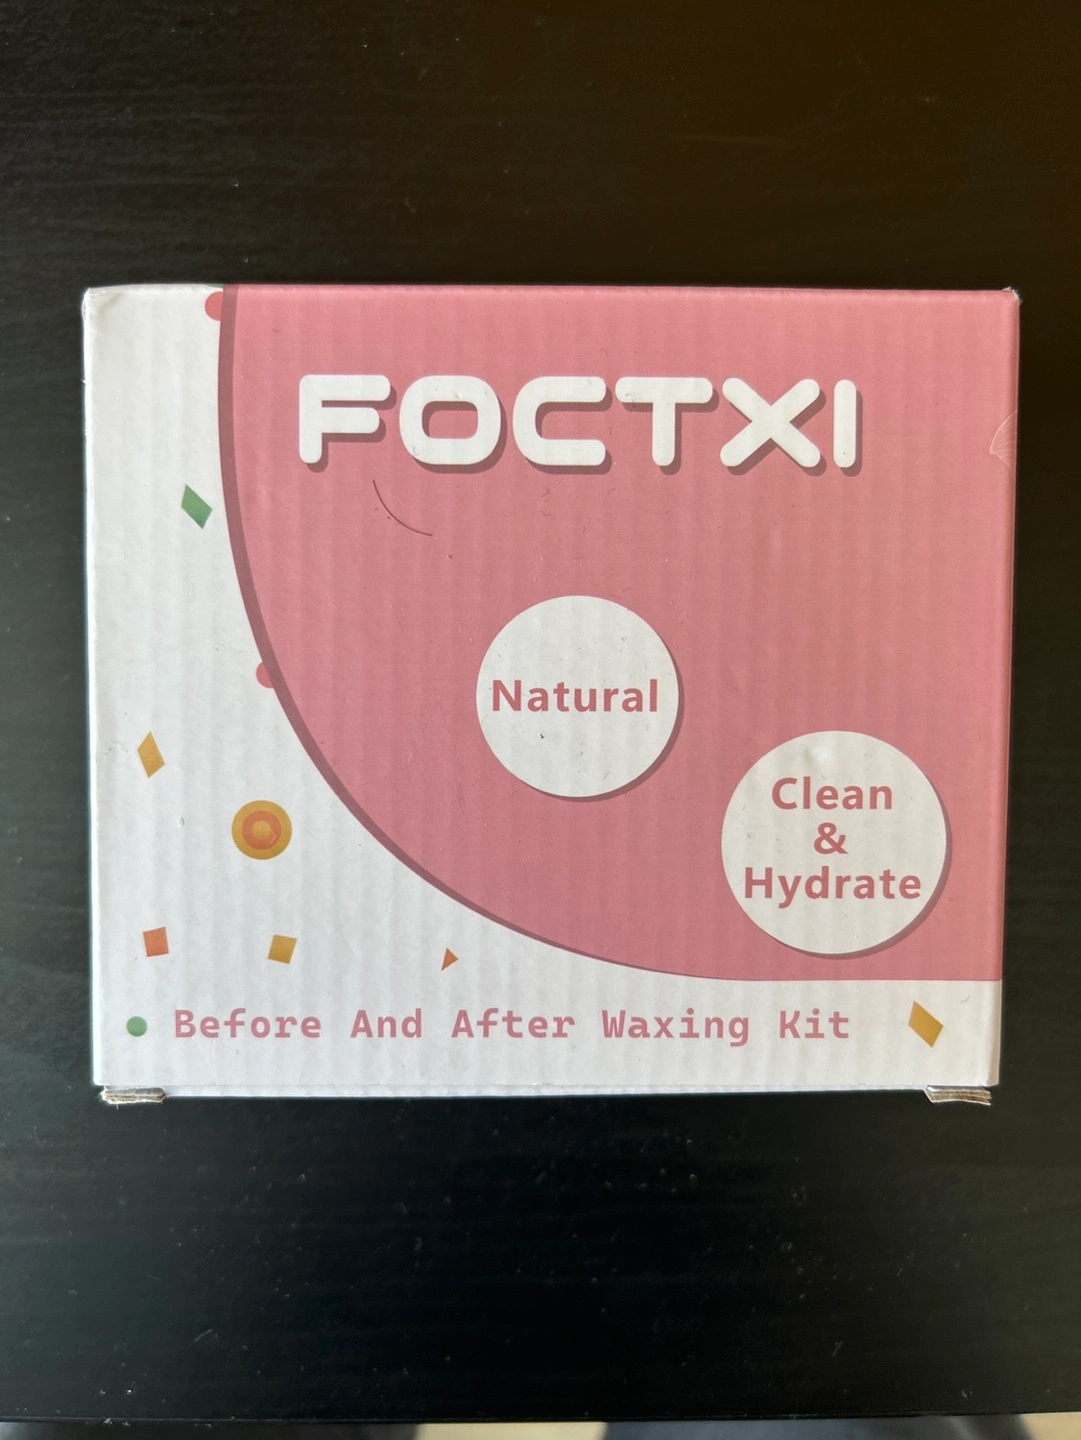 FOCTXI
Natural
Clean
&
Hydrate
Before And After Waxing Kit